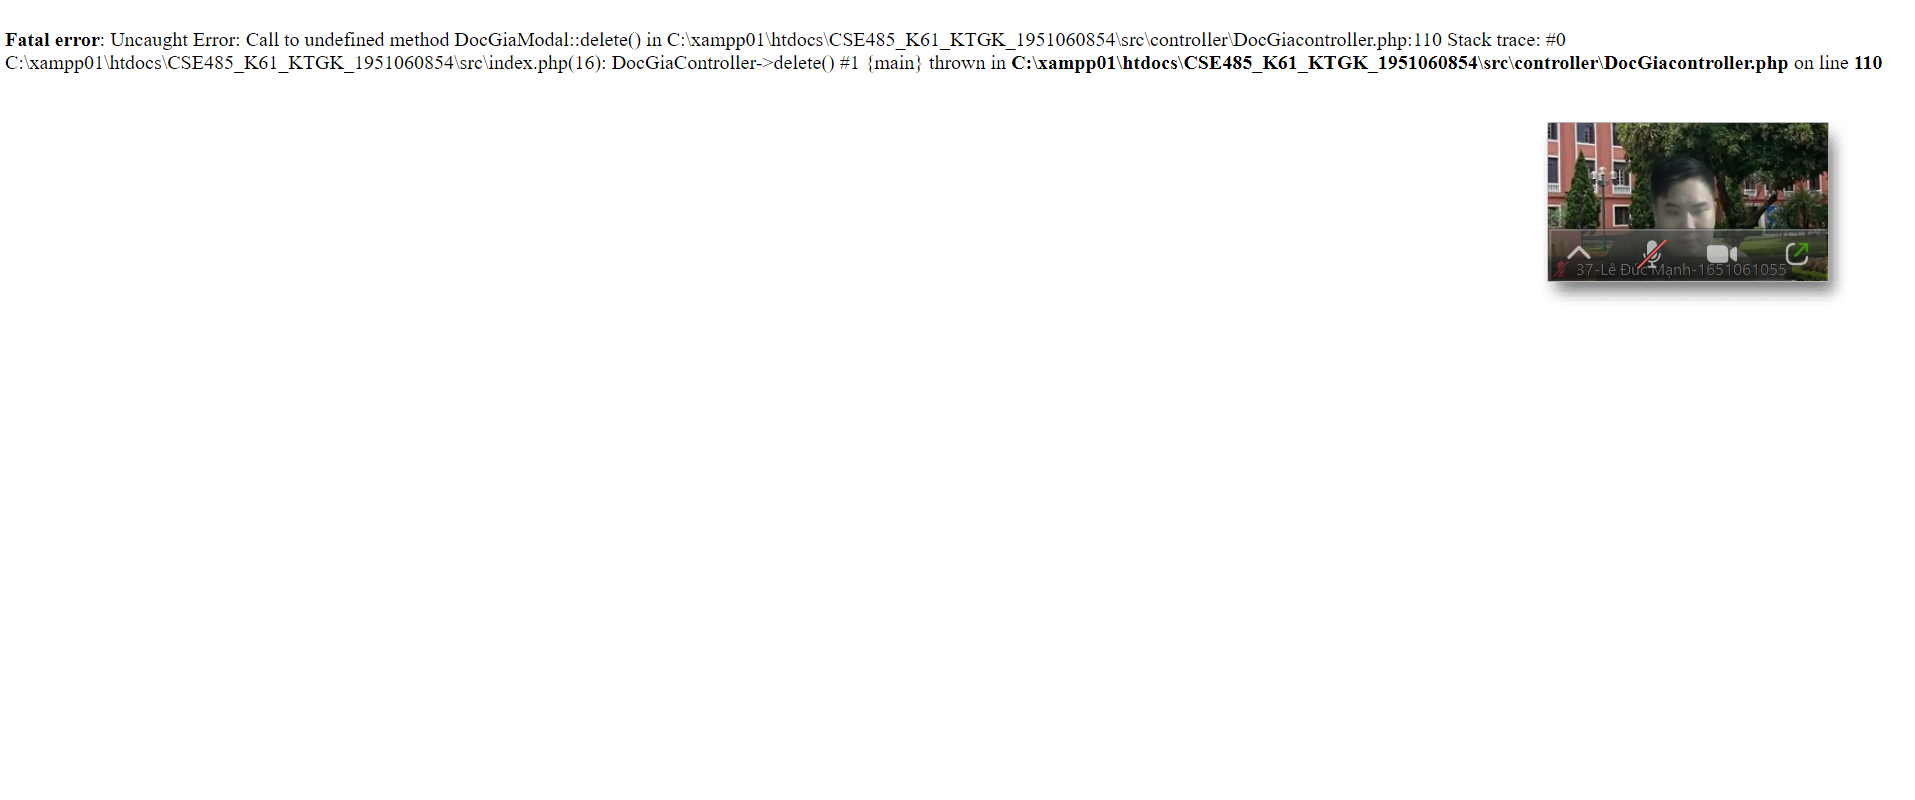 Fatal error: Uncaught Error: Call to undefined method DocGiaModal::delete() in C:\xampp01\htdocs\CSE485_K61_KTGK_1951060854\src\controller\DocGiacontroller.php:110 Stack trace: #0
C:\xampp01\htdocs\CSE485_K61_KTGK_1951060854\src\index.php(16): DocGiaController->delete() #1 {main} thrown in C:\xampp01\htdocs\CSE485_K61_KTGK_1951060854\src\controller\DocGiacontroller.php on line 110
37-Lê Đức Mạnh-1651061055